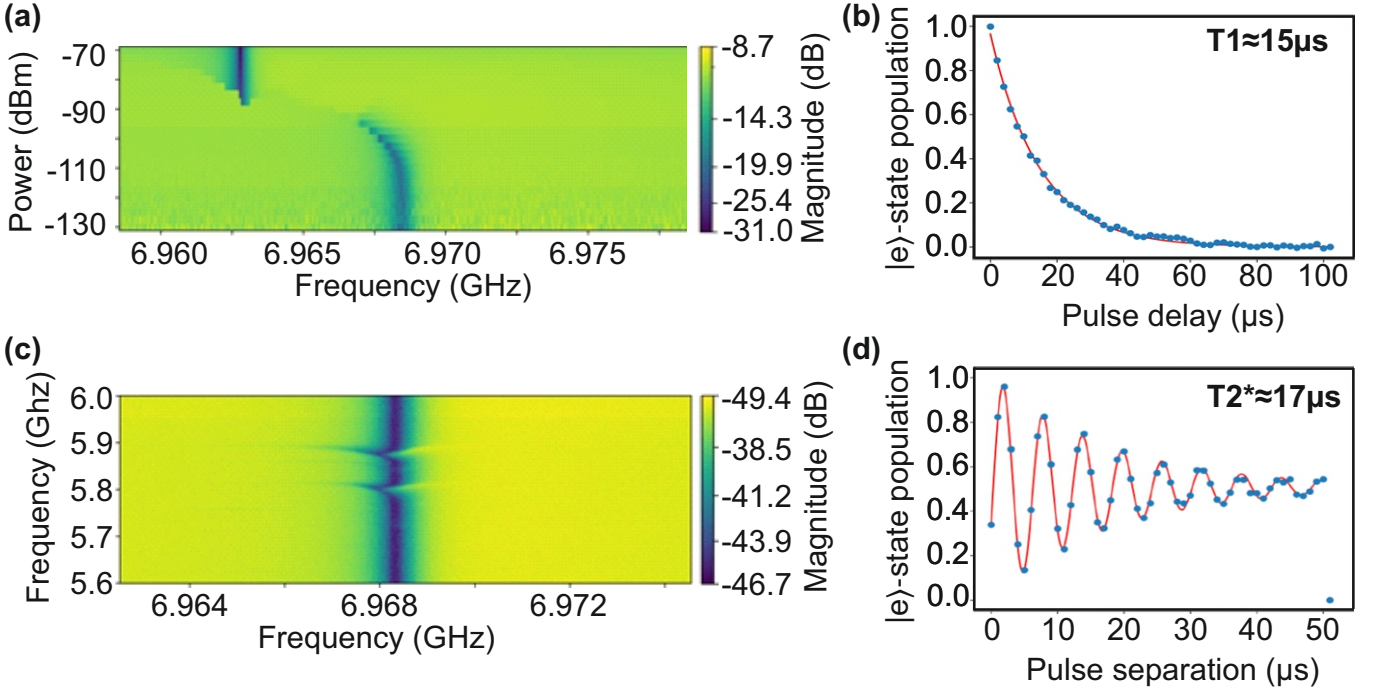 (a)
Power (dBm)
-70
-90
-110
-130
6.960 6.965 6.970 6.975
Frequency (GHz)
-8.7
-14.3
-19.9
-25.4
-31.0
Magnitude (dB)
(b)
|e⟩-state population
1.0
0.8
0.6
0.4
0.2
0.0
T1≈15µs
0 20 40 60 80 100
Pulse delay (µs)
(c)
Frequency (Ghz)
6.0
5.9
5.8
5.7
5.6
6.964 6.968 6.972
Frequency (GHz)
-49.4
-38.5
-41.2
-43.9
-46.7
Magnitude (dB)
(d)
|e⟩-state population
1.0
0.8
0.6
0.4
0.2
0.0
T2*≈17µs
0 10 20 30 40 50
Pulse separation (µs)